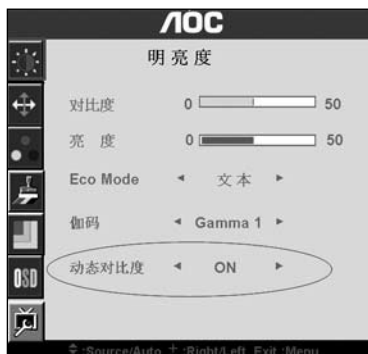 AOC
明亮度
对比度 0 50
亮 度 0 50
Eco Mode 文本
伽码 Gamma 1
动态对比度 ON
OSD
:Source/Auto + :Right/Left Exit :Menu